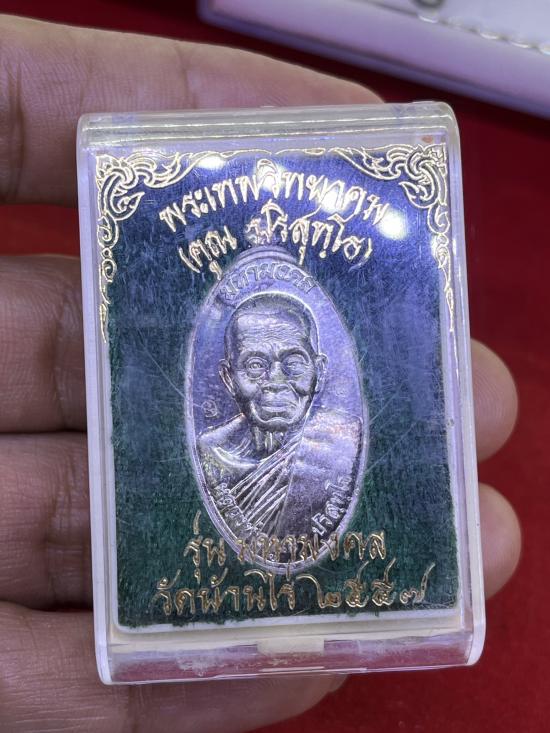 พระเทพวิทยาคม
(คูณ ปริสุทฺโธ)
รุ่น มหามงคล
วัดบ้านไร่ ๒๕๕๗